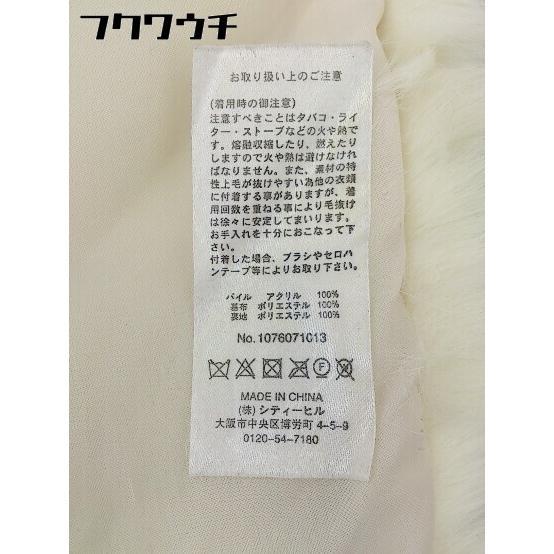 フクワウチ
お取り扱い上のご注意
(着用時の御注意)
注意すべきことはタバコ・ライ
ター・ストーブなどの火や熱で
す。熔融収縮したり、燃えたり
しますので火や熱は避けなけれ
ばなりません。また、素材の特
性上毛が抜けやすい為他の衣類
に付着する事がありますが、着
用回数を重ねる事により毛抜け
は徐々に安定してまいります。
お手入れを十分におこなって下
さい。
付着した場合、ブラシやセロハ
ンテープ等によりお取り下さい。
パイル アクリル 100%
基布 ポリエステル 100%
裏地 ポリエステル 100%
No.1076071013
MADE IN CHINA
(株) シティーヒル
大阪市中央区博労町 4-5-9
0120-54-7180